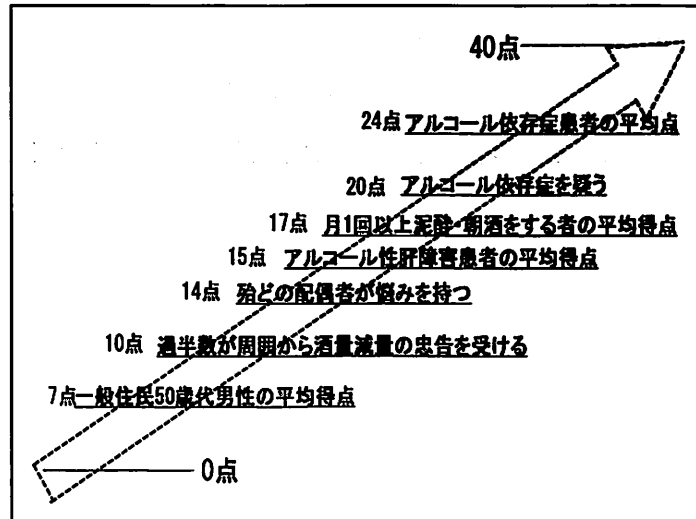 40点
24点 アルコール依存症患者の平均点
20点 アルコール依存症を疑う
17点 月1回以上泥酔・朝酒をする者の平均得点
15点 アルコール性肝障害患者の平均得点
14点 殆どの配偶者が悩みを持つ
10点 過半数が周囲から酒量減量の忠告を受ける
7点 一般住民50歳代男性の平均得点
0点